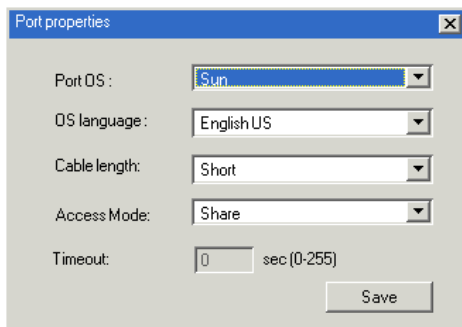 Port properties
Port OS : Sun
OS language : English US
Cable length: Short
Access Mode: Share
Timeout: 0 sec (0-255)
Save